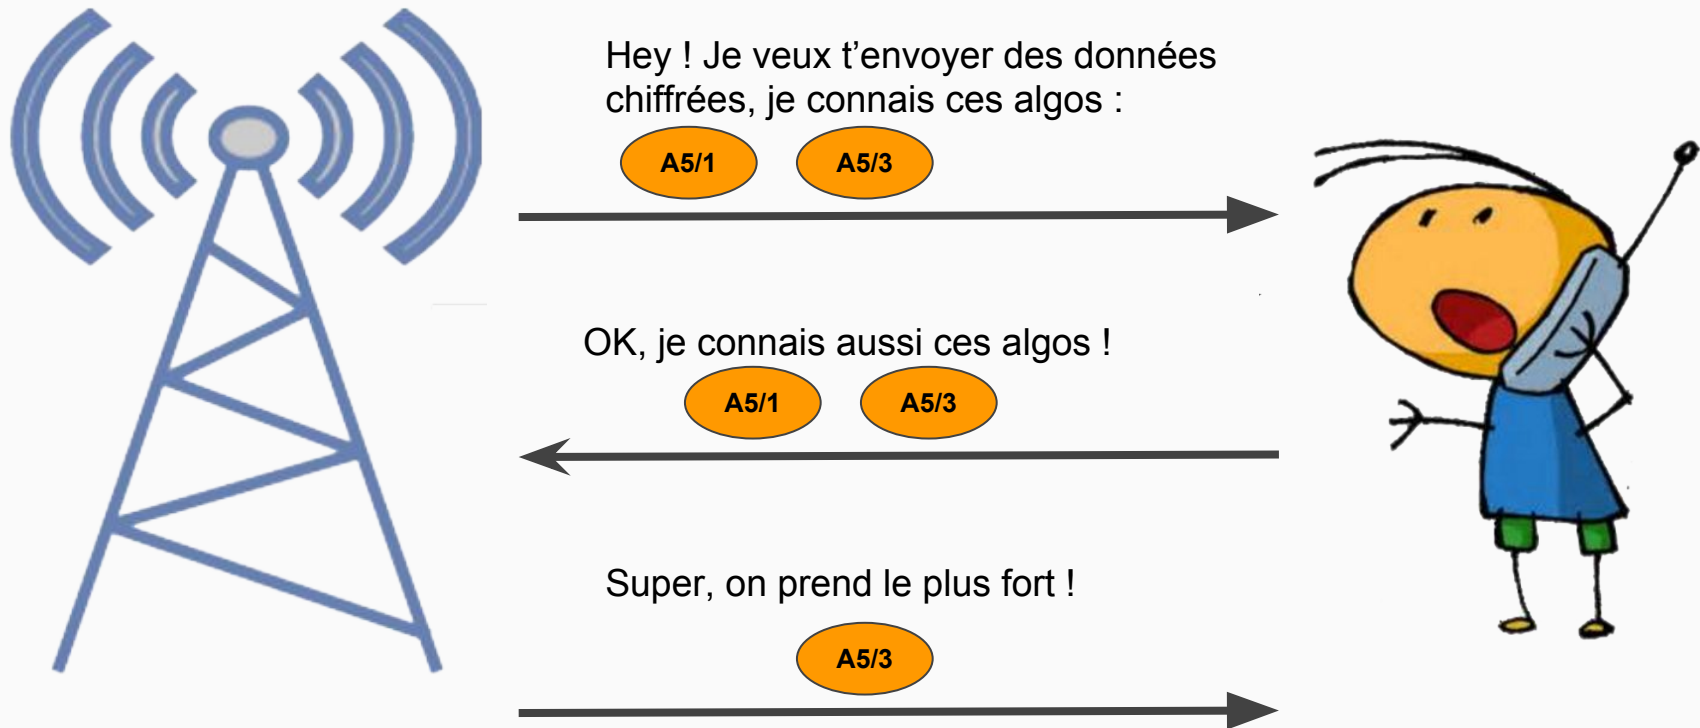 Hey ! Je veux t’envoyer des données
chiffrées, je connais ces algos :
A5/1 A5/3
OK, je connais aussi ces algos !
A5/1 A5/3
Super, on prend le plus fort !
A5/3